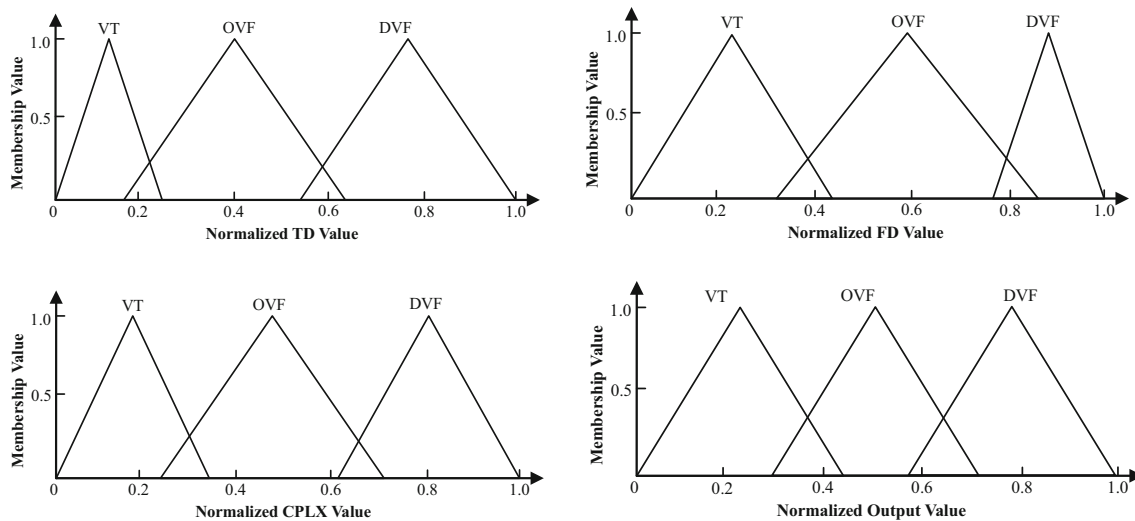 VT OVF DVF
1.0
0.5
Membership Value
0 0.2 0.4 0.6 0.8 1.0
Normalized TD Value
VT OVF DVF
1.0
0.5
Membership Value
0 0.2 0.4 0.6 0.8 1.0
Normalized FD Value
VT OVF DVF
1.0
0.5
Membership Value
0 0.2 0.4 0.6 0.8 1.0
Normalized CPLX Value
VT OVF DVF
1.0
0.5
Membership Value
0 0.2 0.4 0.6 0.8 1.0
Normalized Output Value